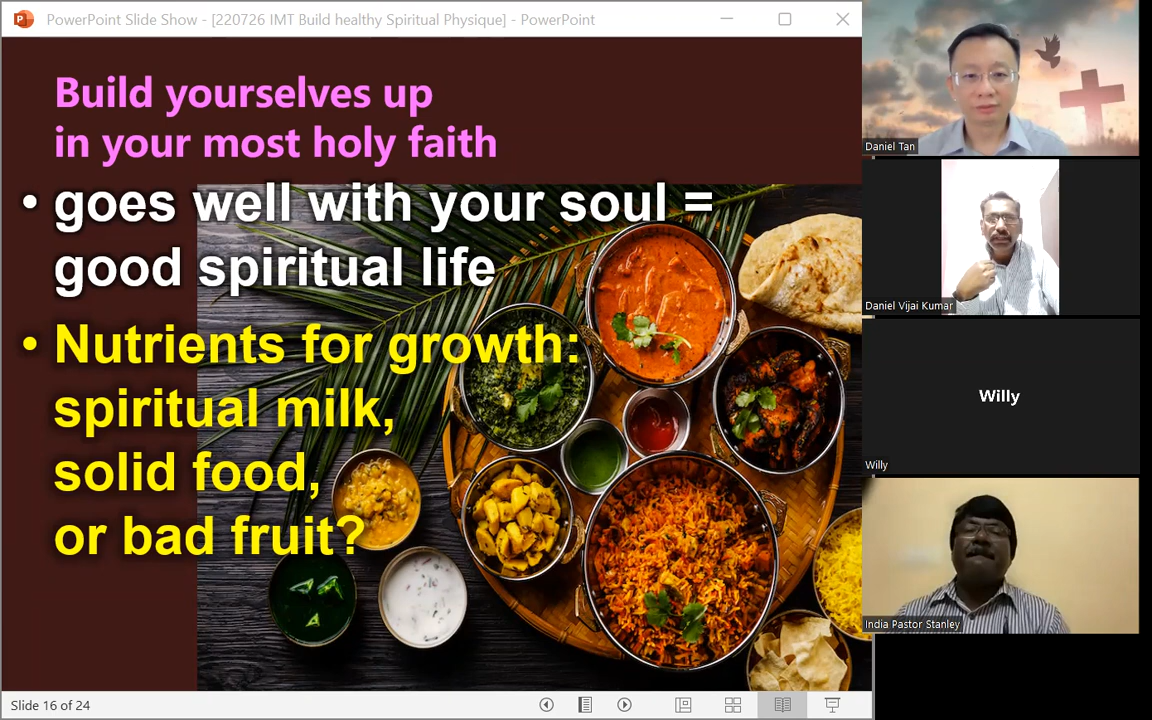 PowerPoint Slide Show - [220726 IMT Build healthy Spiritual Physique] - PowerPoint
Build yourselves up
in your most holy faith
• goes well with your soul =
good spiritual life
• Nutrients for growth:
spiritual milk,
solid food,
or bad fruit?
Slide 16 of 24
Daniel Tan
Daniel Vijai Kumar
Willy
Willy
India Pastor Stanley